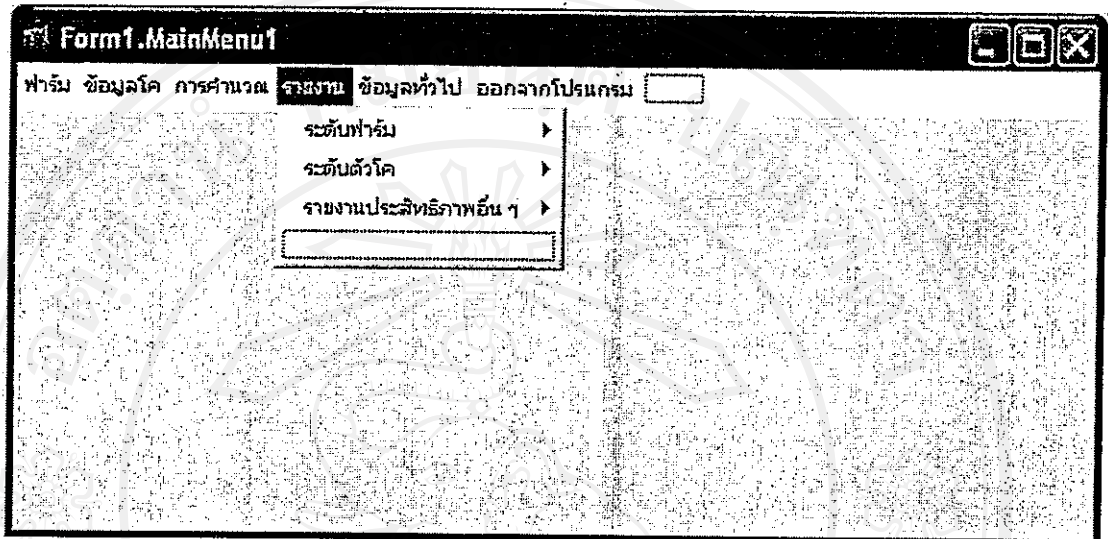 Form1.MainMenu1
ฟาร์ม ข้อมูลโค การคำนวณ รายงาน ข้อมูลทั่วไป ออกจากโปรแกรม
ระดับฟาร์ม
ระดับตัวโค
รายงานประสิทธิภาพอื่น ๆ